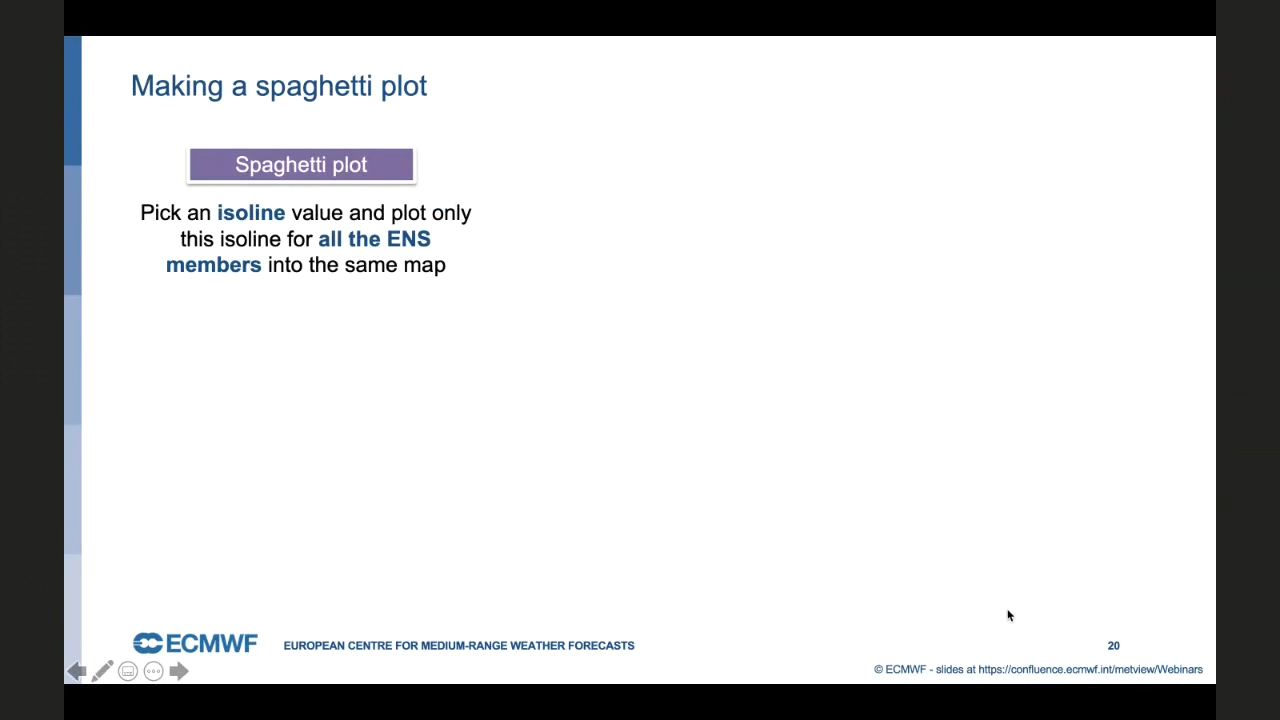 Making a spaghetti plot
Spaghetti plot
Pick an isoline value and plot only
this isoline for all the ENS
members into the same map
ECMWF
EUROPEAN CENTRE FOR MEDIUM-RANGE WEATHER FORECASTS
20
© ECMWF - slides at https://confluence.ecmwf.int/metview/Webinars